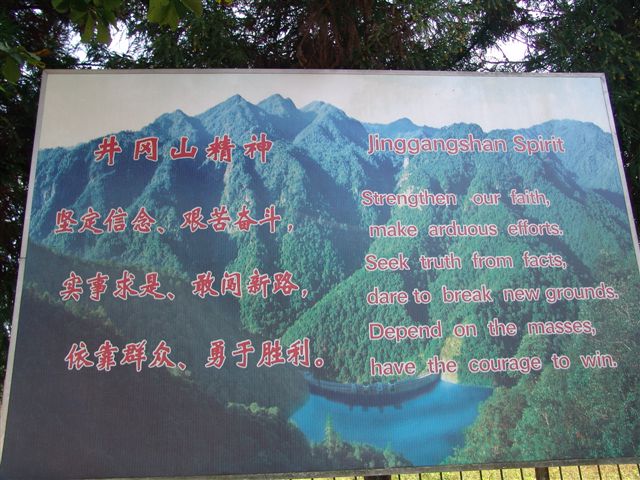 井冈山精神
坚定信念、艰苦奋斗，
实事求是、敢闯新路，
依靠群众、勇于胜利。
Jinggangshan Spirit
Strengthen our faith,
make arduous efforts.
Seek truth from facts,
dare to break new grounds.
Depend on the masses,
have the courage to win.